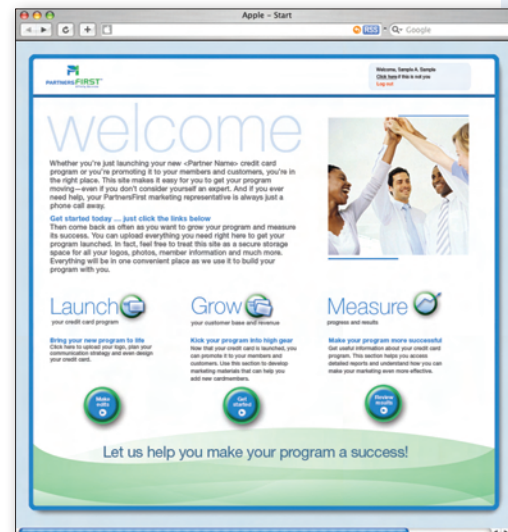 Apple – Start
RSS
Google
PARTNERSFIRST
Welcome, Sample A. Sample
Click here if this is not you
Log out
welcome
Whether you're just launching your new <Partner Name> credit card
program or you're promoting it to your members and customers, you're in
the right place. This site makes it easy for you to get your program
moving—even if you don't consider yourself an expert. And if you ever
need help, your PartnersFirst marketing representative is always just a
phone call away.
Get started today ... just click the links below
Then come back as often as you want to grow your program and measure
its success. You can upload everything you need right here to get your
program launched. In fact, feel free to treat this site as a secure storage
space for all your logos, photos, member information and much more.
Everything will be in one convenient place as we use it to build your
program with you.
Launch
your credit card program
Bring your new program to life
Click here to upload your logo, plan your
communication strategy and even design
your credit card.
Make
edits
Grow
your customer base and revenue
Kick your program into high gear
Now that your credit card is launched, you
can promote it to your members and
customers. Use this section to develop
marketing materials that can help you
add new cardmembers.
Get
started
Measure
progress and results
Make your program more successful
Get useful information about your credit card
program. This section helps you access
detailed reports and understand how you can
make your marketing even more effective.
Review
results
Let us help you make your program a success!